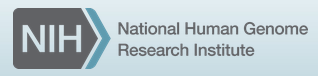 NIH National Human Genome
Research Institute